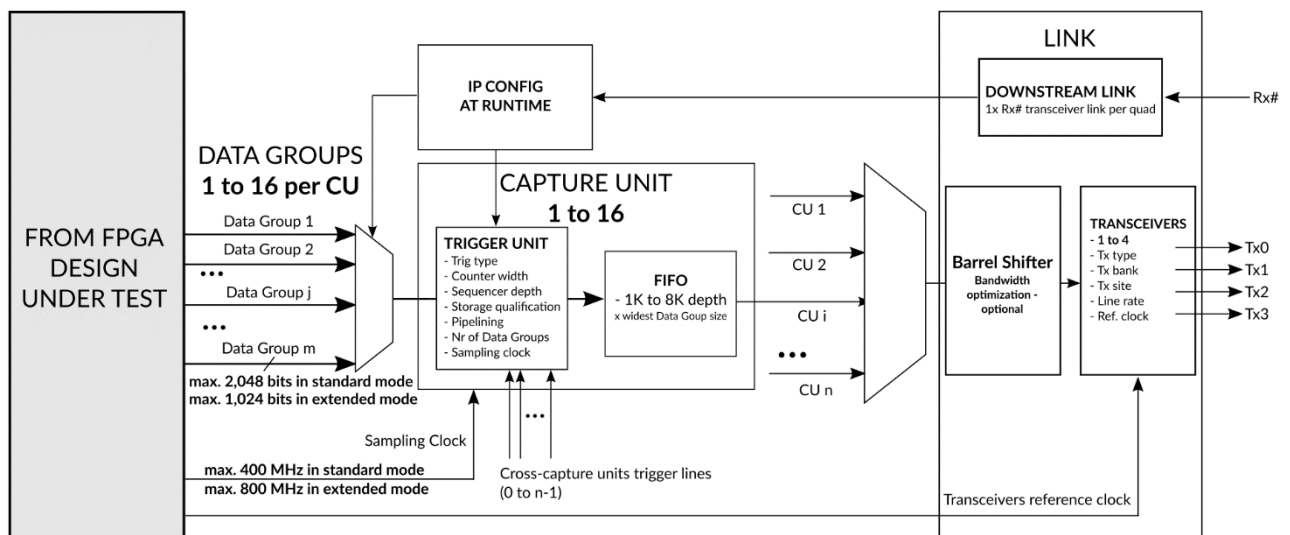 FROM FPGA
DESIGN
UNDER TEST
DATA GROUPS
1 to 16 per CU
Data Group 1
Data Group 2
...
Data Group j
...
Data Group m
max. 2,048 bits in standard mode
max. 1,024 bits in extended mode
Sampling Clock
max. 400 MHz in standard mode
max. 800 MHz in extended mode
IP CONFIG
AT RUNTIME
CAPTURE UNIT
1 to 16
TRIGGER UNIT
- Trig type
- Counter width
- Sequencer depth
- Storage qualification
- Pipelining
- Nr of Data Groups
- Sampling clock
FIFO
- 1K to 8K depth
x widest Data Goup size
...
Cross-capture units trigger lines
(0 to n-1)
CU 1
CU 2
CU i
...
CU n
LINK
DOWNSTREAM LINK
1x Rx# transceiver link per quad
Rx#
Barrel Shifter
Bandwidth
optimization -
optional
TRANSCEIVERS
- 1 to 4
- Tx type
- Tx bank
- Tx site
- Line rate
- Ref. clock
Tx0
Tx1
Tx2
Tx3
Transceivers reference clock